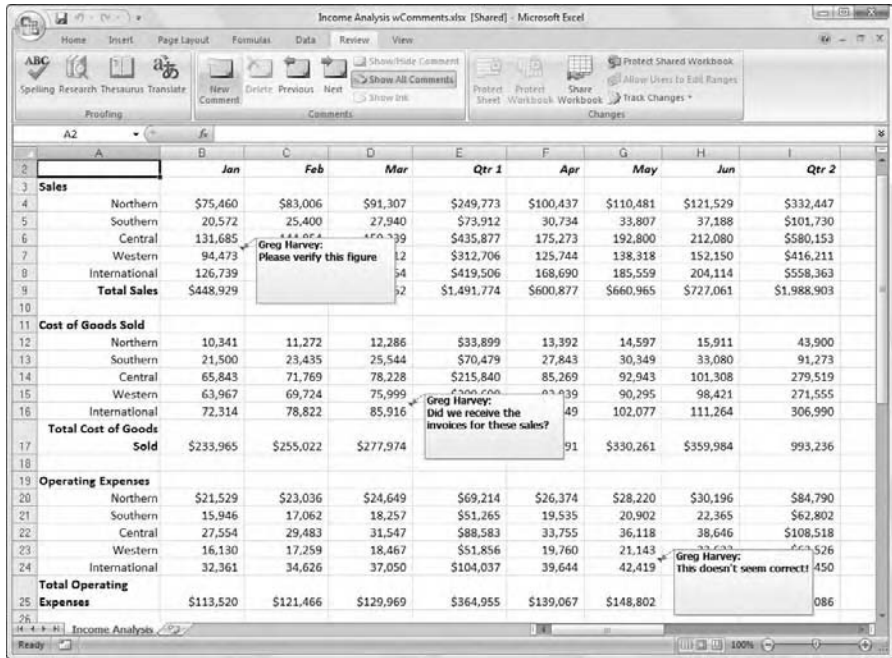 Income Analysis wComments.xlsx [Shared] - Microsoft Excel
Home Insert Page Layout Formulas Data Review View
ABC
Spelling Research Thesaurus Translate
Proofing
New Comment Delete Previous Next
Show/Hide Comment
Show All Comments
Show Ink
Comments
Protect Sheet Protect Workbook Share Workbook
Protect Shared Workbook
Allow Users to Edit Ranges
Track Changes
Changes
A2 fx
A B C D E F G H I
2 Jan Feb Mar Qtr 1 Apr May Jun Qtr 2
3 Sales
4 Northern $75,460 $83,006 $91,307 $249,773 $100,437 $110,481 $121,529 $332,447
5 Southern 20,572 25,400 27,940 $73,912 30,734 33,807 37,188 $101,730
6 Central 131,685 $435,877 175,273 192,800 212,080 $580,153
7 Western 94,473 12 $312,706 125,744 138,318 152,150 $416,211
8 International 126,739 54 $419,506 168,690 185,559 204,114 $558,363
9 Total Sales $448,929 52 $1,491,774 $600,877 $660,965 $727,061 $1,988,903
Greg Harvey:
Please verify this figure
10
11 Cost of Goods Sold
12 Northern 10,341 11,272 12,286 $33,899 13,392 14,597 15,911 43,900
13 Southern 21,500 23,435 25,544 $70,479 27,843 30,349 33,080 91,273
14 Central 65,843 71,769 78,228 $215,840 85,269 92,943 101,308 279,519
15 Western 63,967 69,724 75,999 90,295 98,421 271,555
16 International 72,314 78,822 85,916 49 102,077 111,264 306,990
Total Cost of Goods
17 Sold $233,965 $255,022 $277,974 91 $330,261 $359,984 993,236
Greg Harvey:
Did we receive the
invoices for these sales?
18
19 Operating Expenses
20 Northern $21,529 $23,036 $24,649 $69,214 $26,374 $28,220 $30,196 $84,790
21 Southern 15,946 17,062 18,257 $51,265 19,535 20,902 22,365 $62,802
22 Central 27,554 29,483 31,547 $88,583 33,755 36,118 38,646 $108,518
23 Western 16,130 17,259 18,467 $51,856 19,760 21,143 526
24 International 32,361 34,626 37,050 $104,037 39,644 42,419 450
Total Operating
25 Expenses $113,520 $121,466 $129,969 $364,955 $139,067 $148,802 086
Greg Harvey:
This doesn't seem correct!
26
Income Analysis
Ready 100%